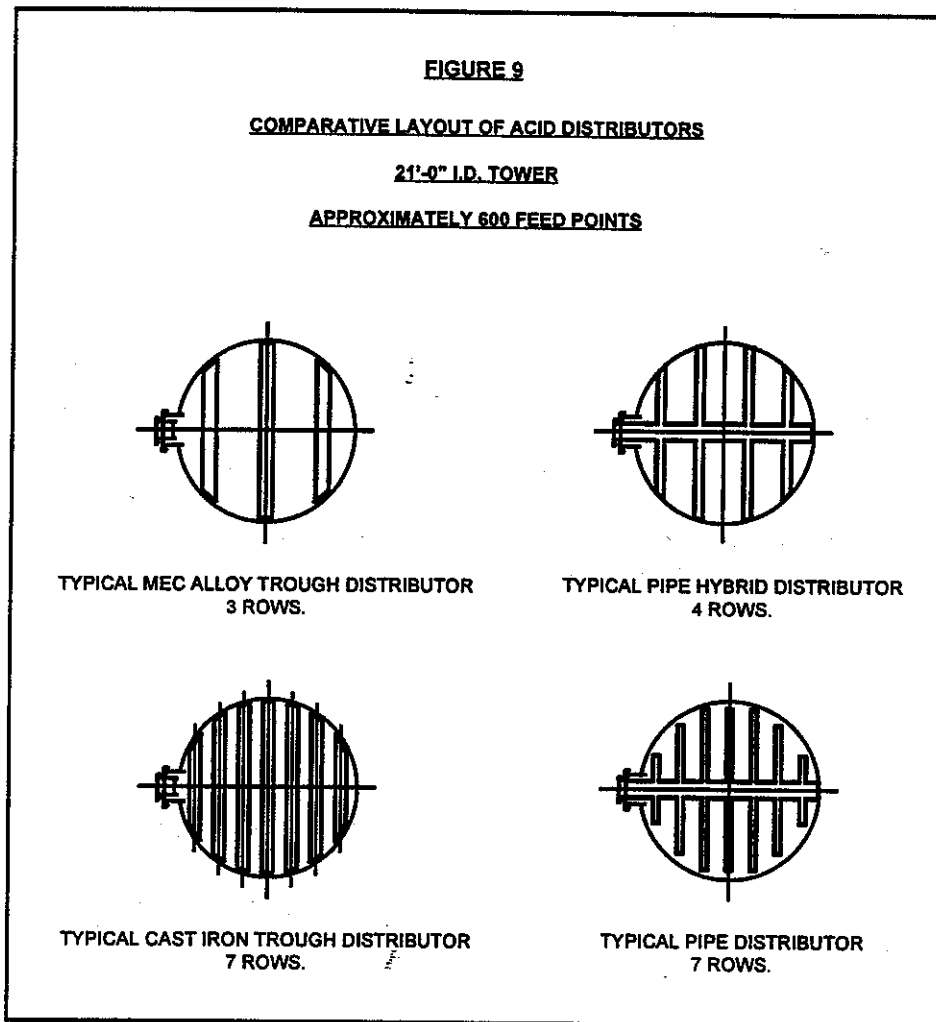 FIGURE 9
COMPARATIVE LAYOUT OF ACID DISTRIBUTORS
21'-0" I.D. TOWER
APPROXIMATELY 600 FEED POINTS
TYPICAL MEC ALLOY TROUGH DISTRIBUTOR
3 ROWS.
TYPICAL PIPE HYBRID DISTRIBUTOR
4 ROWS.
TYPICAL CAST IRON TROUGH DISTRIBUTOR
7 ROWS.
TYPICAL PIPE DISTRIBUTOR
7 ROWS.